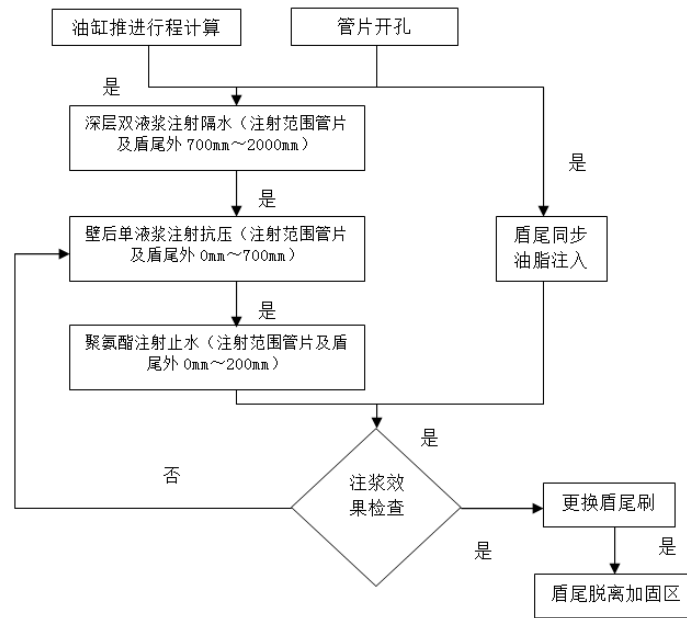 油缸推进行程计算
管片开孔
是
深层双液浆注射隔水（注射范围管片
及盾尾外 700mm～2000mm）
是
是
壁后单液浆注射抗压（注射范围管片
及盾尾外 0mm～700mm）
盾尾同步
油脂注入
是
聚氨酯注射止水（注射范围管片及盾
尾外 0mm～200mm）
是
否
注浆效
果检查
更换盾尾刷
是
是
盾尾脱离加固区